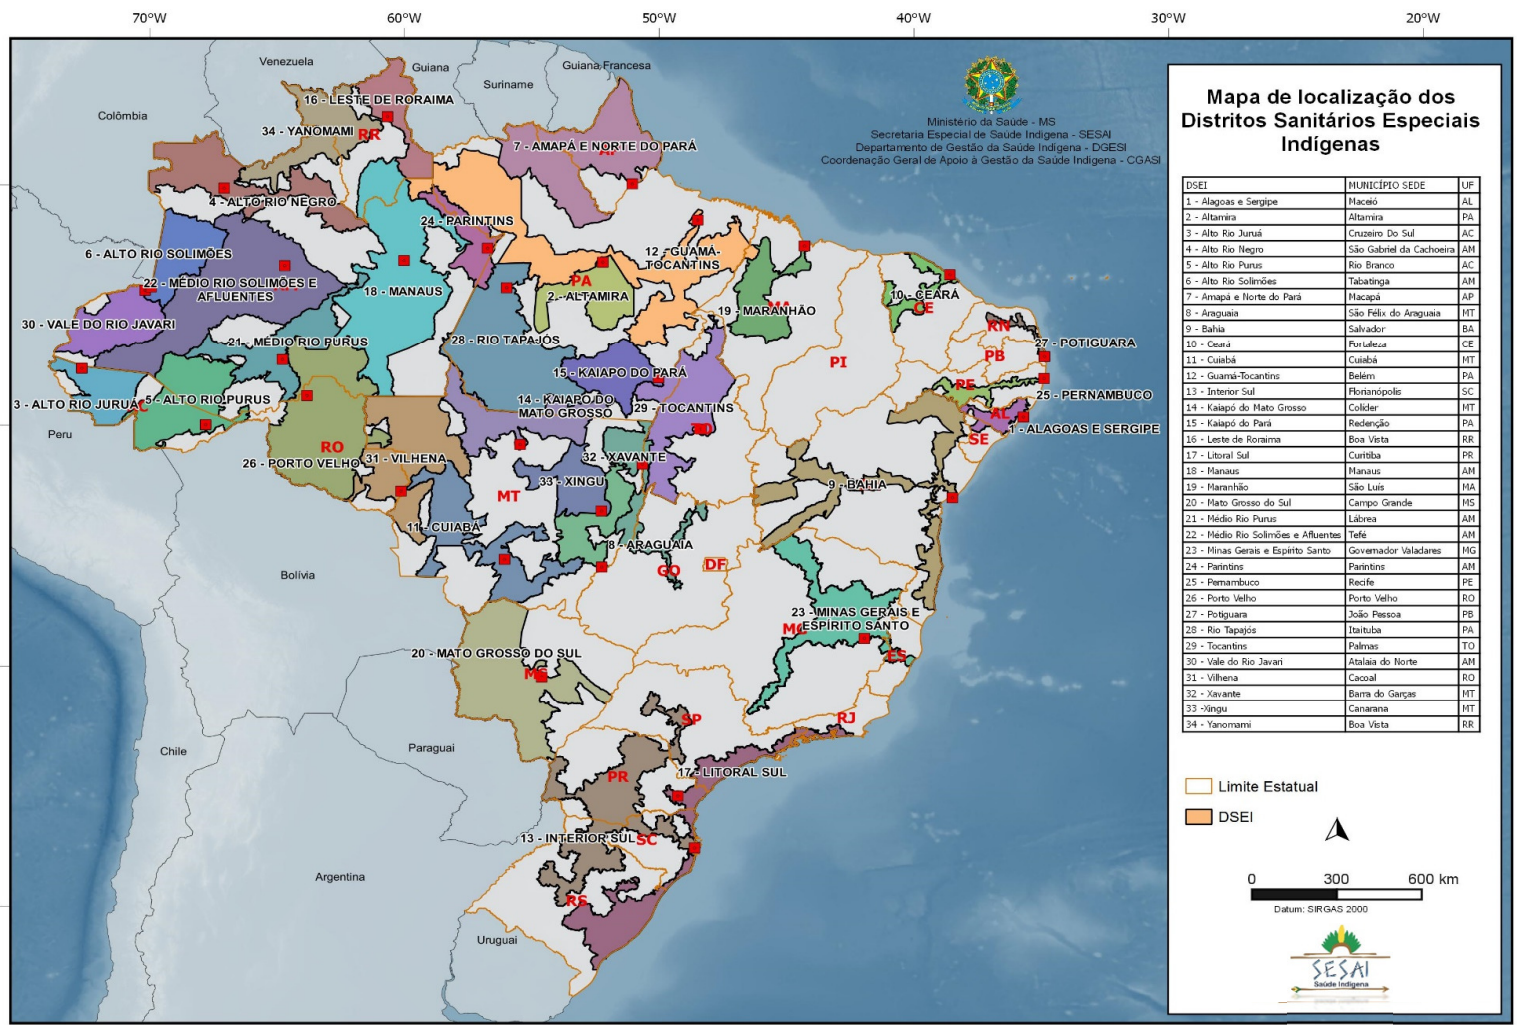 70°W 60°W 50°W 40°W 30°W 20°W
Venezuela
Guiana
Suriname
Guiana Francesa
Colômbia
Peru
Bolívia
Chile
Paraguai
Argentina
Uruguai
Ministério da Saúde - MS
Secretaria Especial de Saúde Indígena - SESAI
Departamento de Gestão da Saúde Indígena - DGESI
Coordenação Geral de Apoio à Gestão da Saúde Indígena - CGASI
16 - LESTE DE RORAIMA
34 - YANOMAMI
RR
7 - AMAPÁ E NORTE DO PARÁ
4 - ALTO RIO NEGRO
24 - PARINTINS
6 - ALTO RIO SOLIMÕES
12 - GUAMÁ-
TOCANTINS
22 - MÉDIO RIO SOLIMÕES E
AFLUENTES
18 - MANAUS
PA
2 - ALTAMIRA
10 - CEARÁ
CE
19 - MARANHÃO
30 - VALE DO RIO JAVARI
RN
21 - MÉDIO RIO PURUS
28 - RIO TAPAJÓS
27 - POTIGUARA
PB
PI
15 - KAIAPO DO PARÁ
PE
25 - PERNAMBUCO
3 - ALTO RIO JURUÁ
5 - ALTO RIO PURUS
14 - KAIAPO DO
MATO GROSSO
29 - TOCANTINS
AL
1 - ALAGOAS E SERGIPE
SE
RO
26 - PORTO VELHO
31 - VILHENA
32 - XAVANTE
33 - XINGU
9 - BAHIA
MT
11 - CUIABÁ
8 - ARAGUAIA
GO
DF
23 - MINAS GERAIS E
ESPÍRITO SANTO
MG
ES
20 - MATO GROSSO DO SUL
MS
SP
RJ
PR
17 - LITORAL SUL
13 - INTERIOR SUL
SC
RS
Mapa de localização dos
Distritos Sanitários Especiais
Indígenas
DSEI MUNICÍPIO SEDE UF
1 - Alagoas e Sergipe Maceió AL
2 - Altamira Altamira PA
3 - Alto Rio Juruá Cruzeiro Do Sul AC
4 - Alto Rio Negro São Gabriel da Cachoeira AM
5 - Alto Rio Purus Rio Branco AC
6 - Alto Rio Solimões Tabatinga AM
7 - Amapá e Norte do Pará Macapá AP
8 - Araguaia São Félix do Araguaia MT
9 - Bahia Salvador BA
10 - Ceará Fortaleza CE
11 - Cuiabá Cuiabá MT
12 - Guamá-Tocantins Belém PA
13 - Interior Sul Florianópolis SC
14 - Kaiapó do Mato Grosso Colíder MT
15 - Kaiapó do Pará Redenção PA
16 - Leste de Roraima Boa Vista RR
17 - Litoral Sul Curitiba PR
18 - Manaus Manaus AM
19 - Maranhão São Luís MA
20 - Mato Grosso do Sul Campo Grande MS
21 - Médio Rio Purus Lábrea AM
22 - Médio Rio Solimões e Afluentes Tefé AM
23 - Minas Gerais e Espírito Santo Governador Valadares MG
24 - Parintins Parintins AM
25 - Pernambuco Recife PE
26 - Porto Velho Porto Velho RO
27 - Potiguara João Pessoa PB
28 - Rio Tapajós Itaituba PA
29 - Tocantins Palmas TO
30 - Vale do Rio Javari Atalaia do Norte AM
31 - Vilhena Cacoal RO
32 - Xavante Barra do Garças MT
33 -Xingu Canarana MT
34 - Yanomami Boa Vista RR
Limite Estatual
DSEI
0 300 600 km
Datum: SIRGAS 2000
SESAI
Saúde Indígena